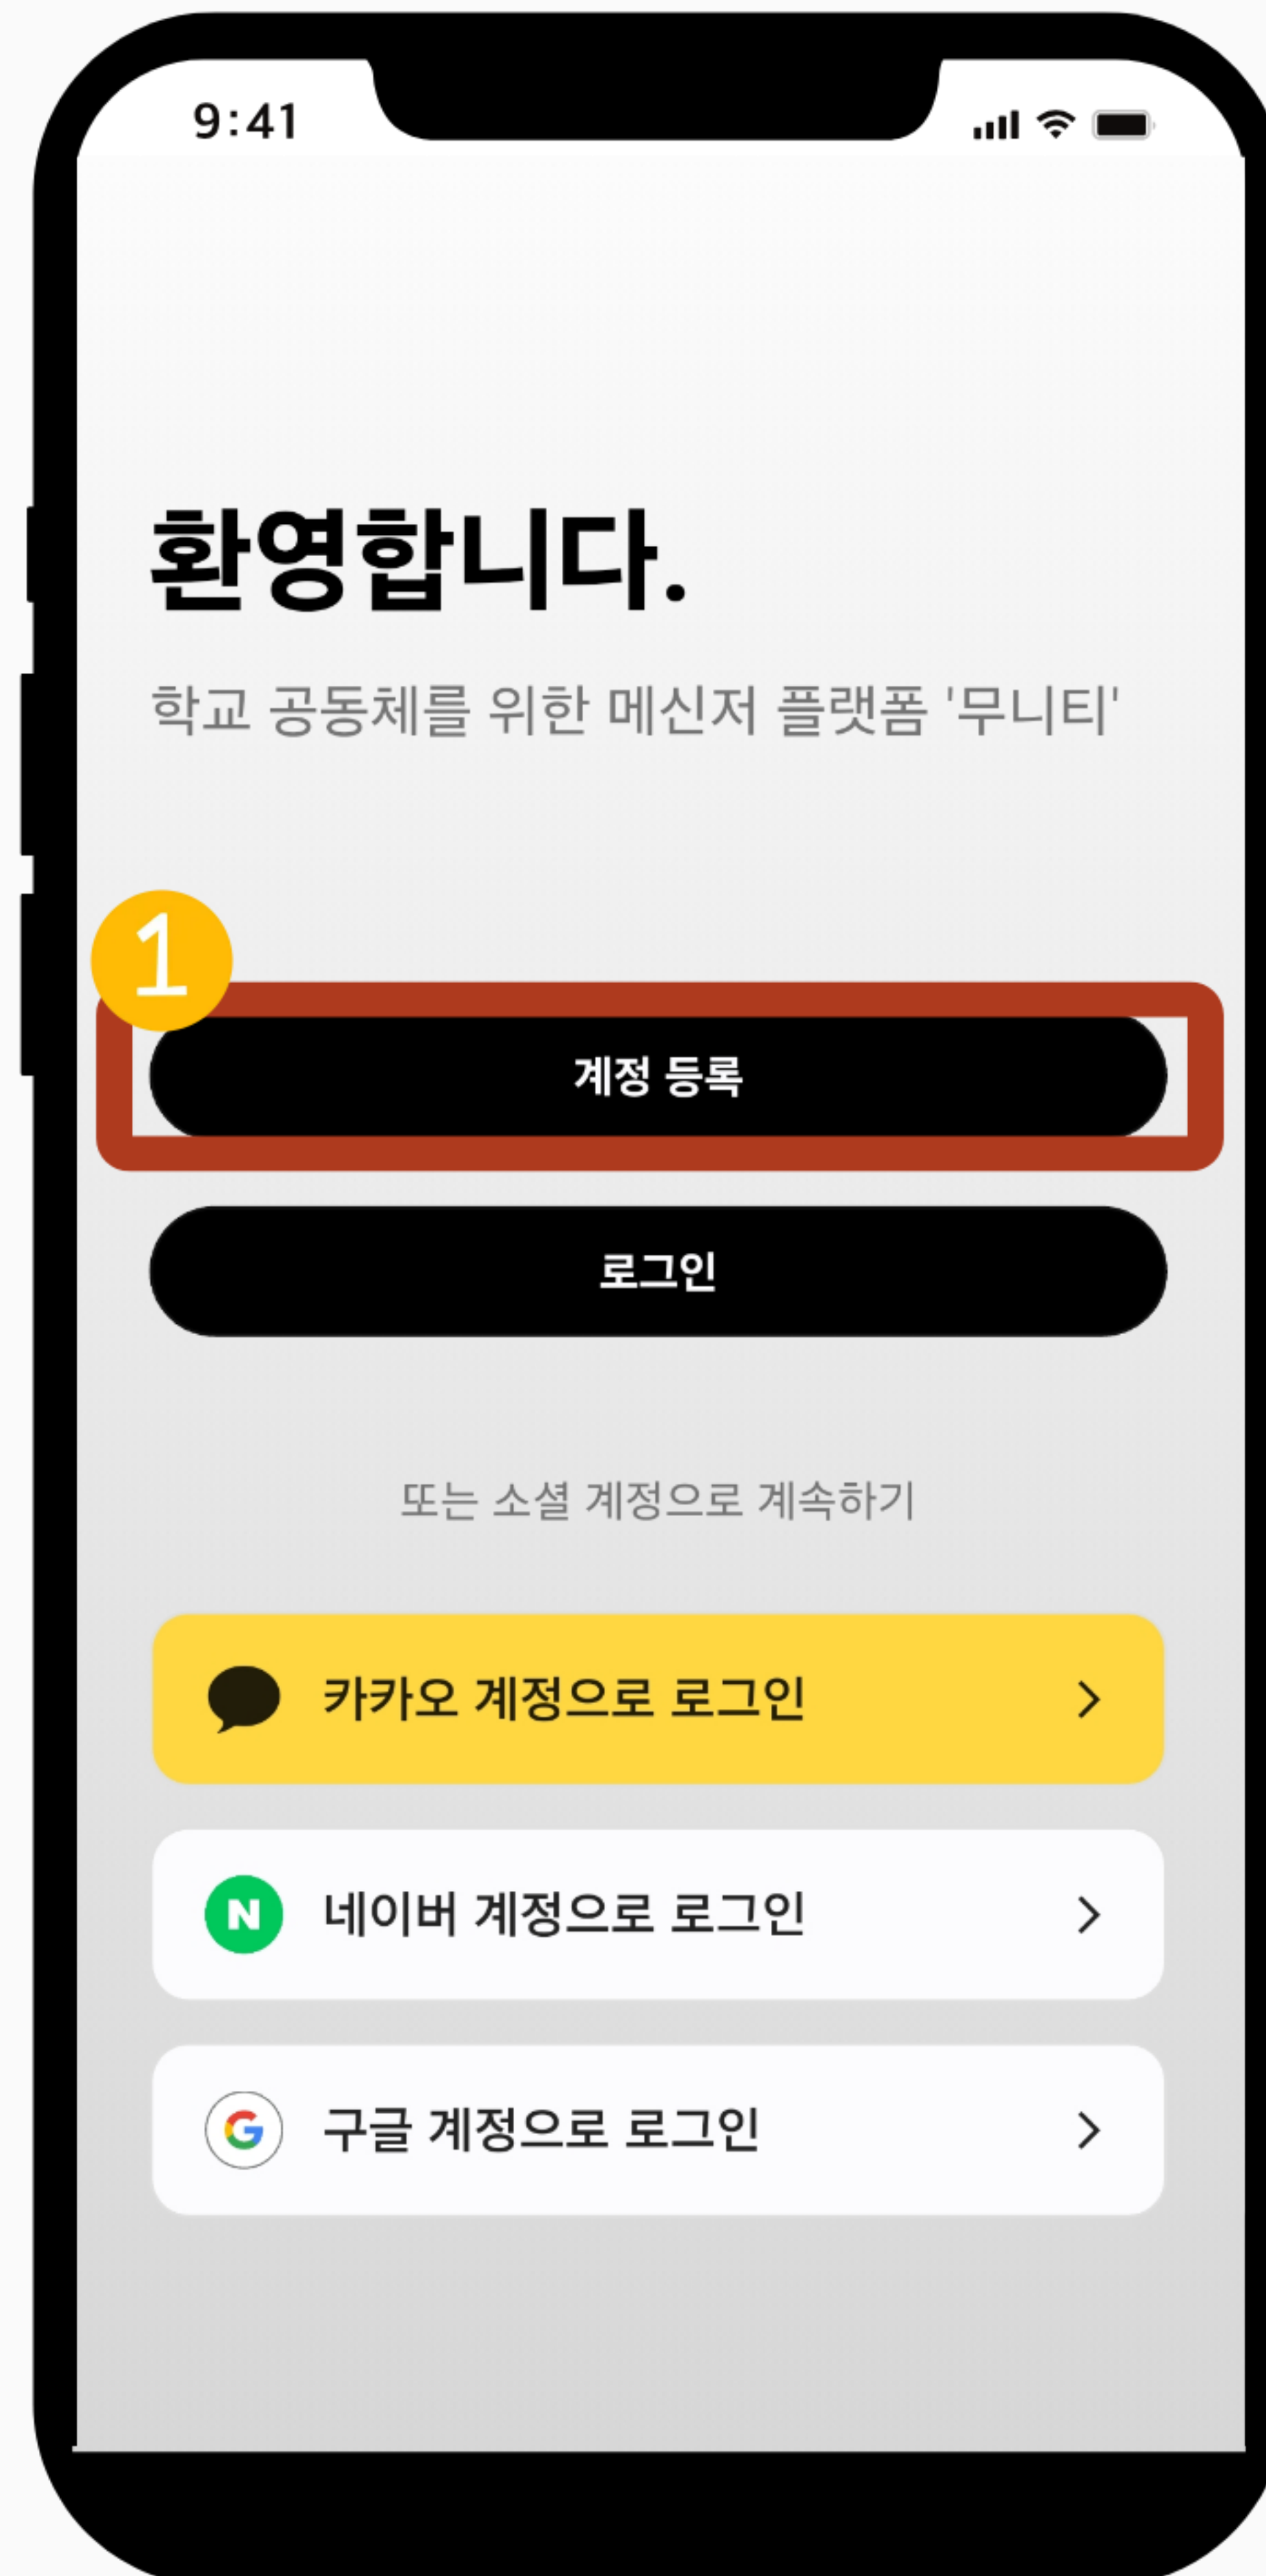 9:41
환영합니다.
학교 공동체를 위한 메신저 플랫폼 '무니티'
1
계정 등록
로그인
또는 소셜 계정으로 계속하기
카카오 계정으로 로그인
N 네이버 계정으로 로그인
G 구글 계정으로 로그인